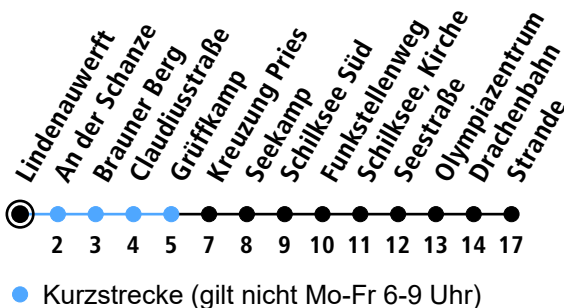 Lindenauwerft
An der Schanze
Brauner Berg
Claudiusstraße
Grüffkamp
Kreuzung Pries
Seekamp
Schilksee Süd
Funkstellenweg
Schilksee, Kirche
Seestraße
Olympiazentrum
Drachenbahn
Strande
2 3 4 5 7 8 9 10 11 12 13 14 17
Kurzstrecke (gilt nicht Mo-Fr 6-9 Uhr)